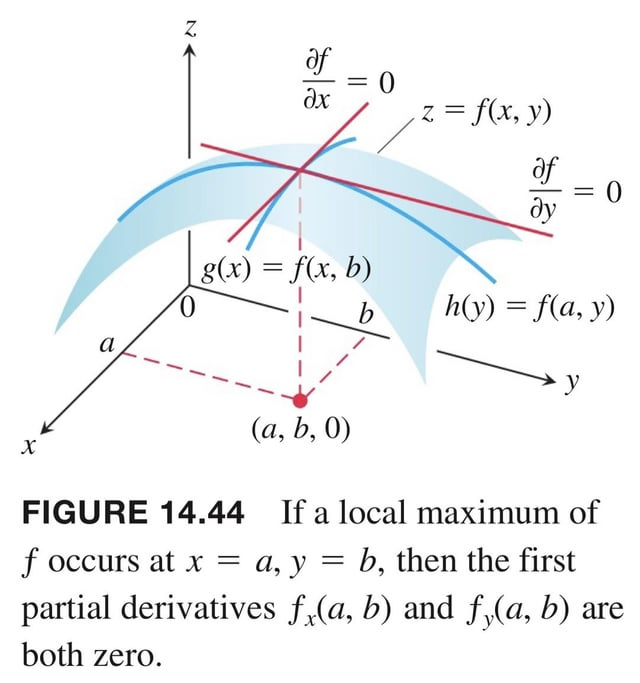 z
∂f/∂x = 0
z = f(x, y)
∂f/∂y = 0
g(x) = f(x, b)
0
b
h(y) = f(a, y)
a
y
(a, b, 0)
x
FIGURE 14.44 If a local maximum of
f occurs at x = a, y = b, then the first
partial derivatives fₓ(a, b) and f_y(a, b) are
both zero.